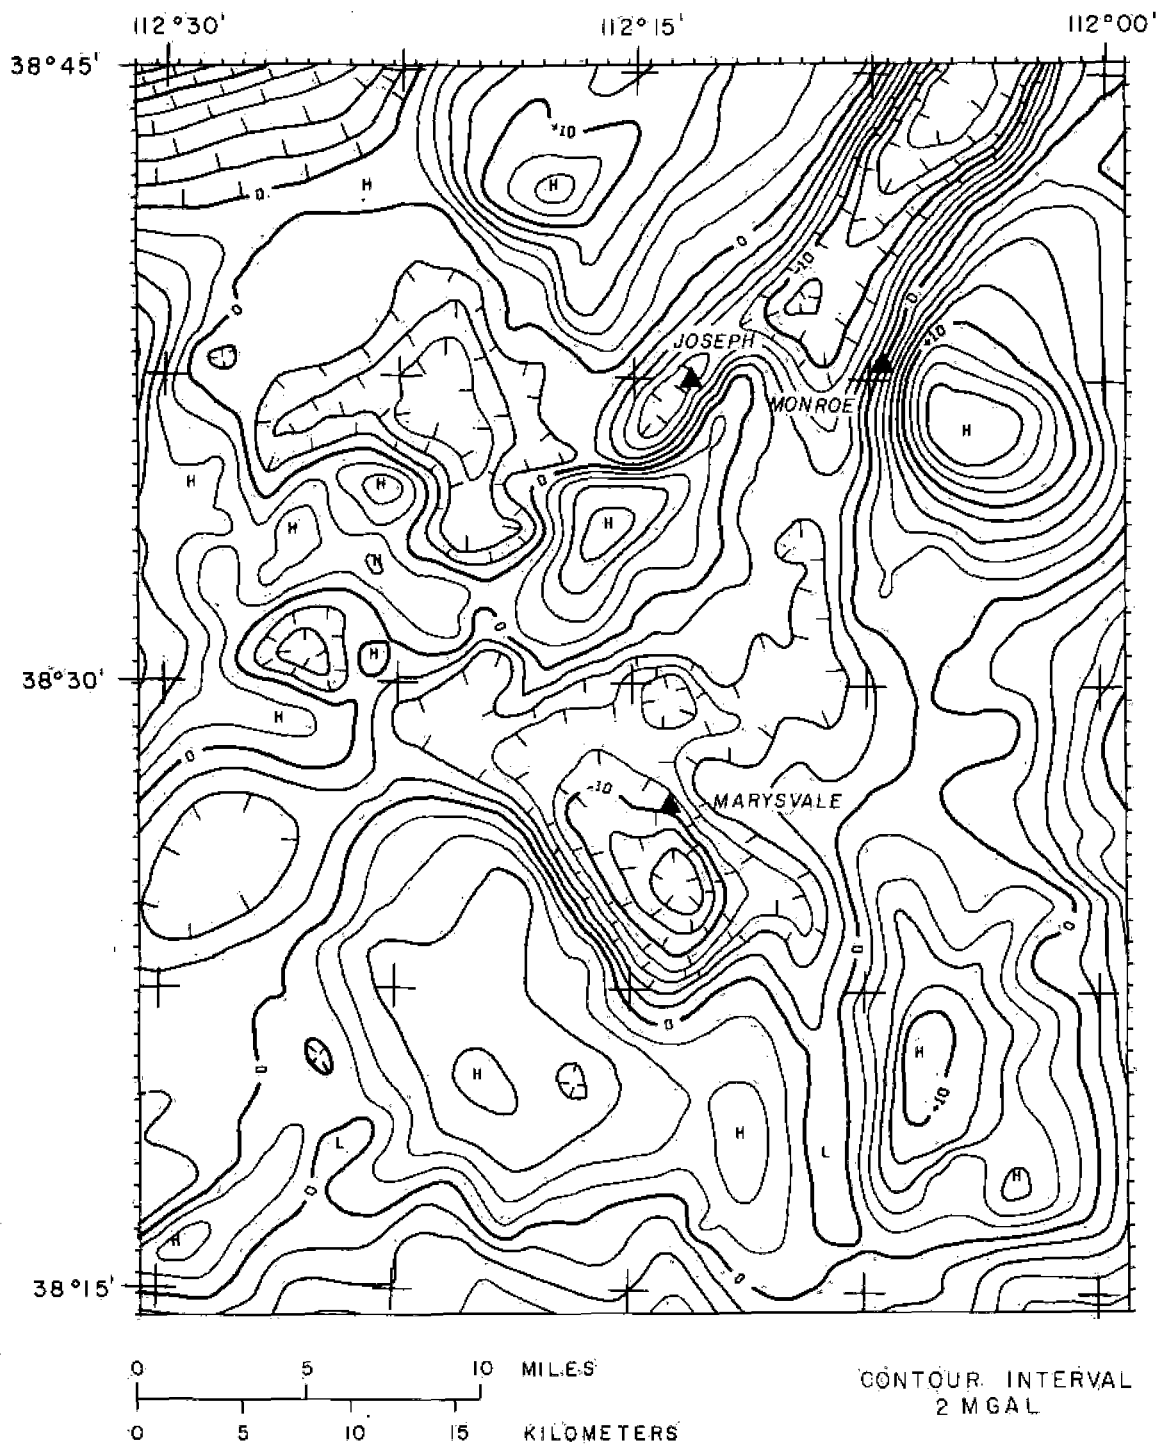 112°30' 112°15' 112°00'
38°45'
+10
H
H
0
0
-10
0
0
+10
JOSEPH
MONROE
H
H
H
0
H
H
H
0
H
38°30'
H
0
-10
MARYSVALE
0
0
0
H
H
0
+10
H
L
L
H
0
H
0
38°15'
0 5 10 MILES
0 5 10 15 KILOMETERS
CONTOUR INTERVAL
2 MGAL